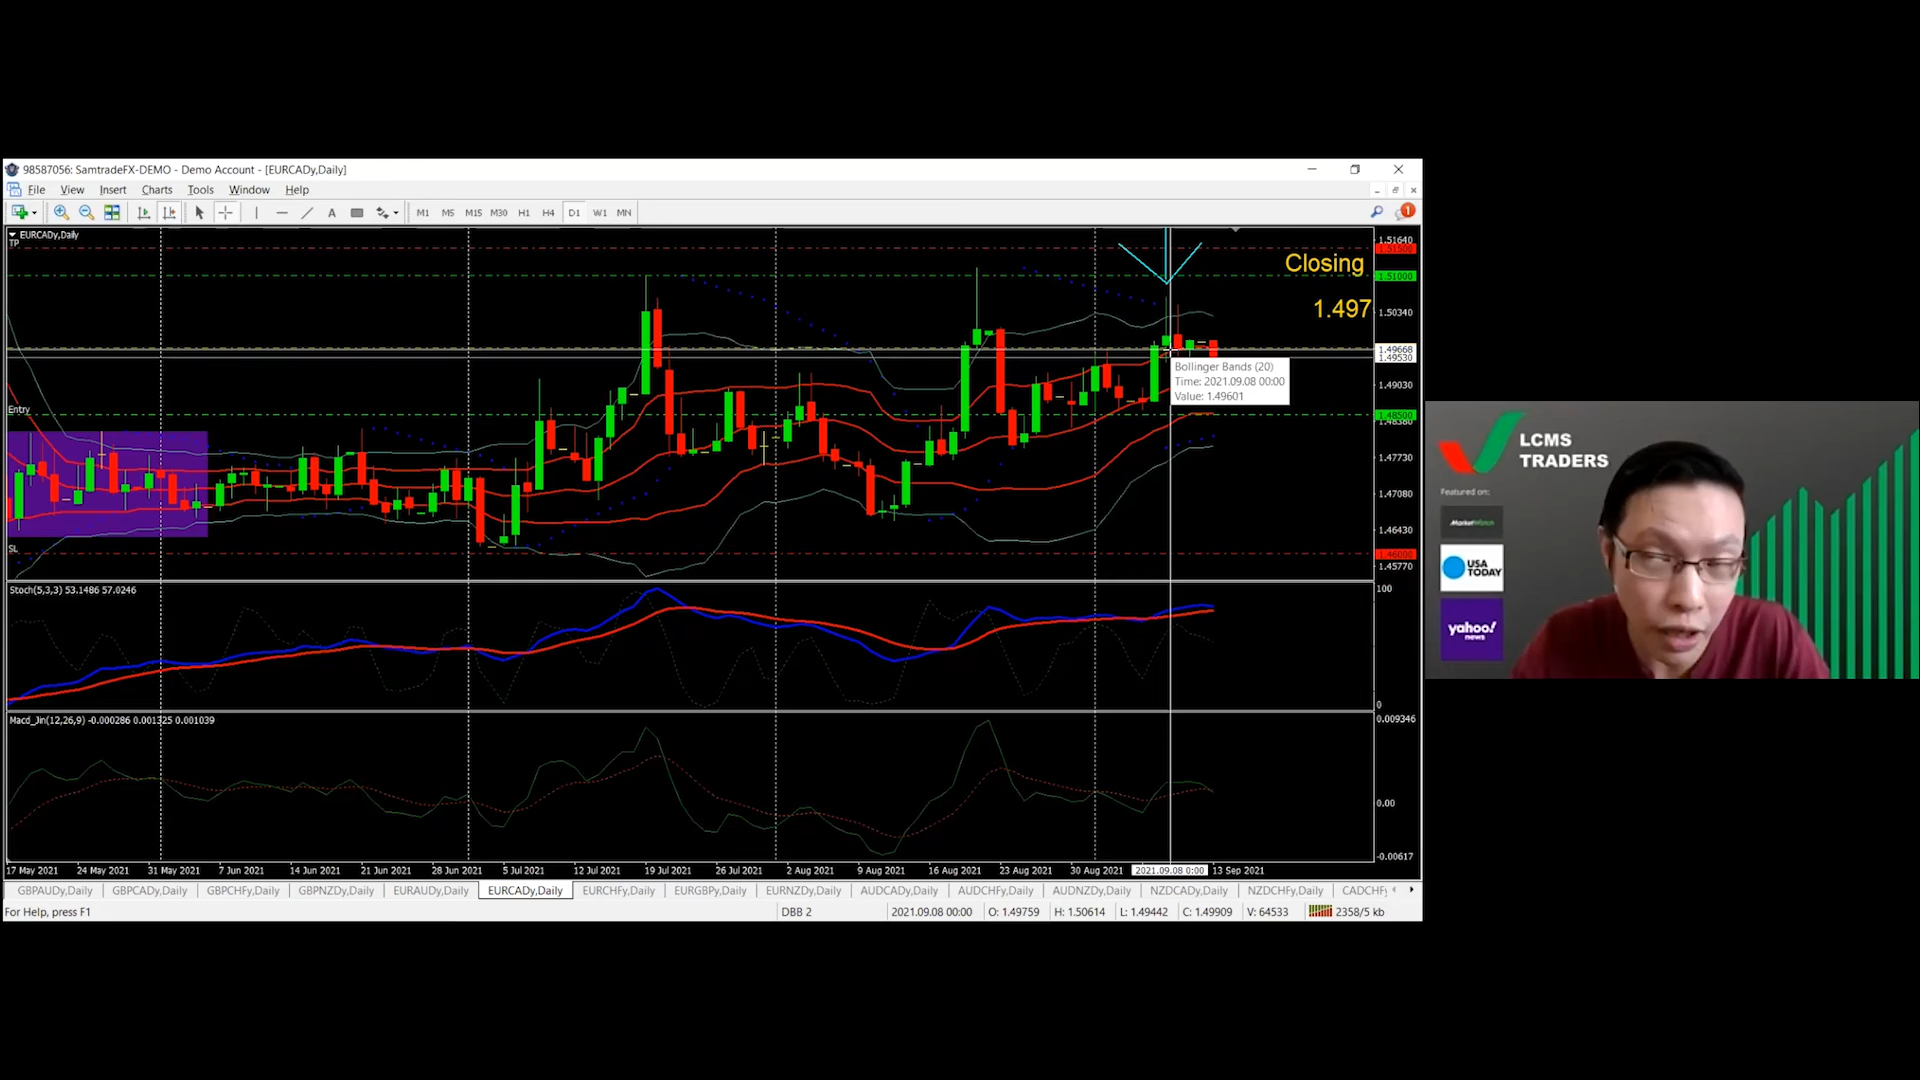 98587056: SamtradeFX-DEMO - Demo Account - [EURCADy,Daily]
File View Insert Charts Tools Window Help
A M1 M5 M15 M30 H1 H4 D1 W1 MN 1
EURCADy,Daily
TP
1.51640
Closing
1.51000
1.497
1.50340
1.49668
1.49530
Bollinger Bands (20)
Time: 2021.09.08 00:00
Value: 1.49601
1.49030
Entry
1.48500
1.48380
1.47730
1.47080
1.46430
SL
1.46000
1.45770
Stoch(5,3,3) 53.1486 57.0246
100
0
Macd_Jin(12,26,9) -0.000286 0.001325 0.001039
0.009346
0.00
-0.00617
17 May 2021 24 May 2021 31 May 2021 7 Jun 2021 14 Jun 2021 21 Jun 2021 28 Jun 2021 5 Jul 2021 12 Jul 2021 19 Jul 2021 26 Jul 2021 2 Aug 2021 9 Aug 2021 16 Aug 2021 23 Aug 2021 30 Aug 2021 2021.09.08 0:00 13 Sep 2021
GBPAUDy,Daily GBPCADy,Daily GBPCHFy,Daily GBPNZDy,Daily EURAUDy,Daily EURCADy,Daily EURCHFy,Daily EURGBPy,Daily EURNZDy,Daily AUDCADy,Daily AUDCHFy,Daily AUDNZDy,Daily NZDCADy,Daily NZDCHFy,Daily CADCHFy
For Help, press F1 DBB 2 2021.09.08 00:00 O: 1.49759 H: 1.50614 L: 1.49442 C: 1.49909 V: 64533 2358/5 kb
LCMS
TRADERS
Featured on:
MarketWatch
USA
TODAY
yahoo!
news